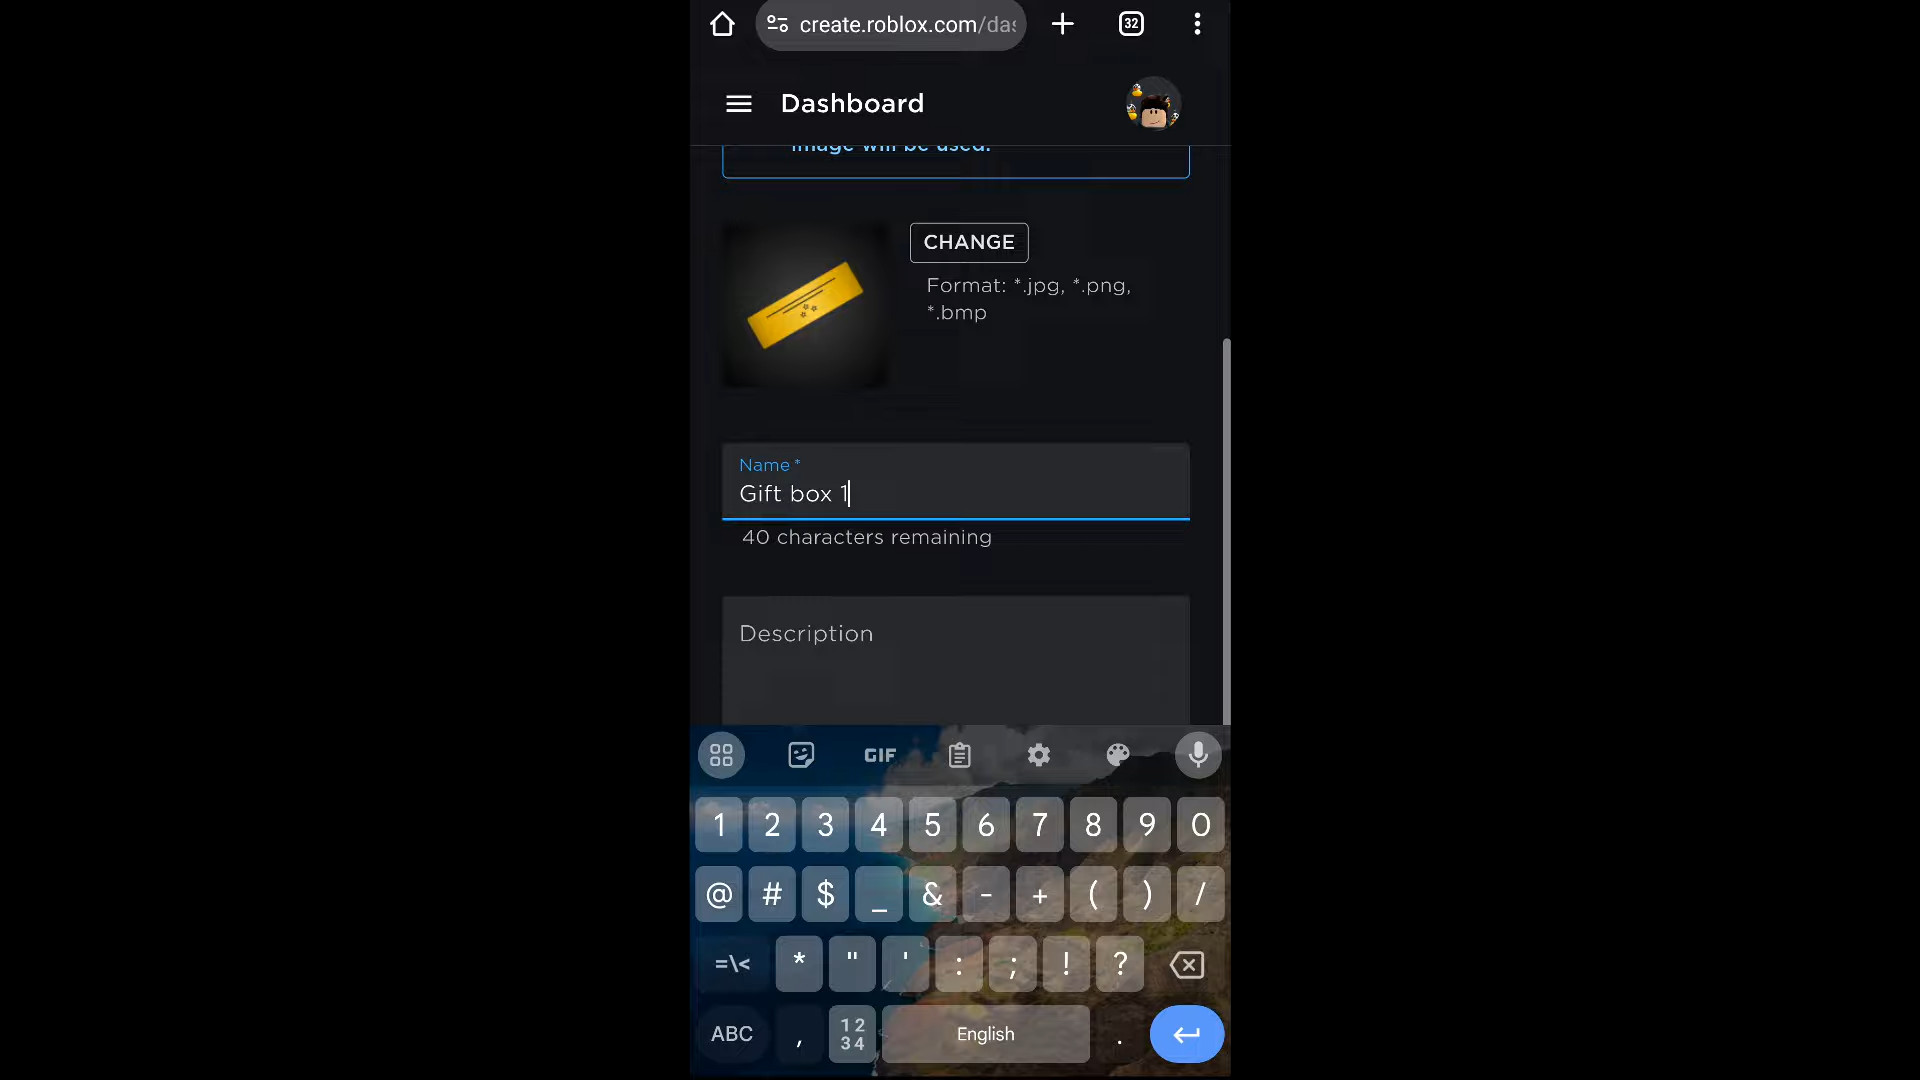 create.roblox.com/das
32
Dashboard
image will be used.
CHANGE
Format: *.jpg, *.png,
*.bmp
Name *
Gift box 1
40 characters remaining
Description
GIF
1 2 3 4 5 6 7 8 9 0
@ # $ _ & - + ( ) /
=\< * " ' : ; ! ?
ABC , 12 34 English .